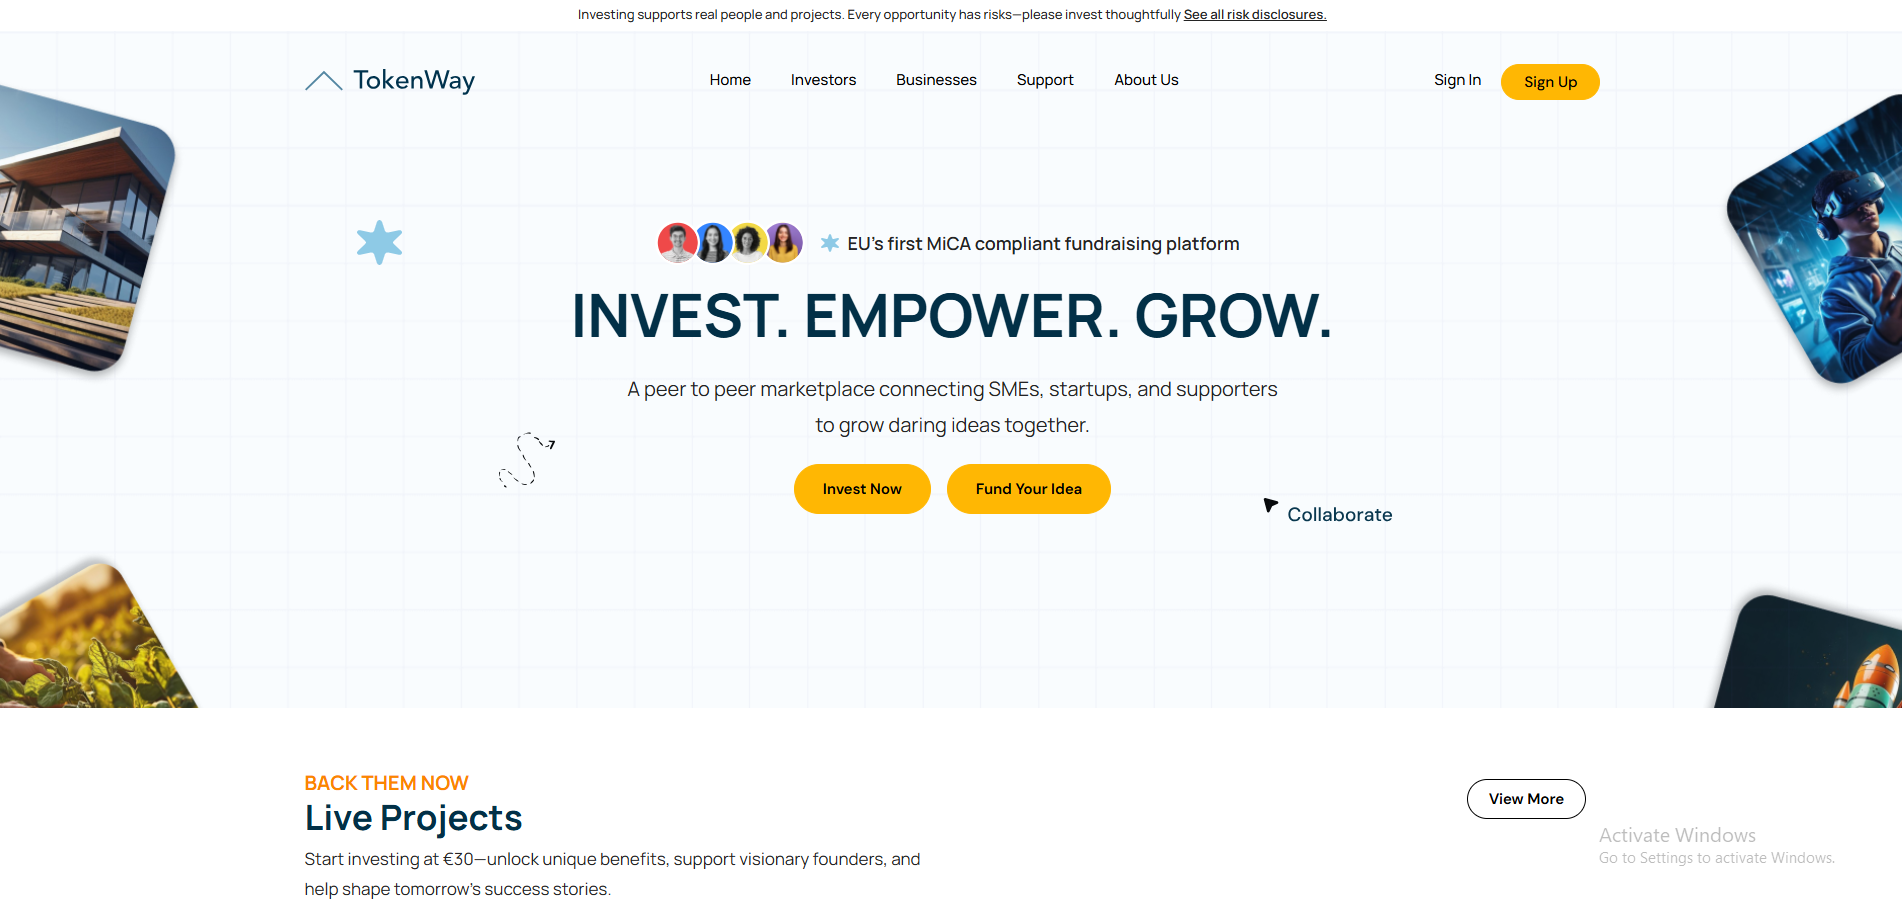 Investing supports real people and projects. Every opportunity has risks—please invest thoughtfully See all risk disclosures.
TokenWay
Home Investors Businesses Support About Us
Sign In Sign Up
EU's first MiCA compliant fundraising platform
INVEST. EMPOWER. GROW.
A peer to peer marketplace connecting SMEs, startups, and supporters
to grow daring ideas together.
Invest Now Fund Your Idea
Collaborate
BACK THEM NOW
Live Projects
View More
Start investing at €30—unlock unique benefits, support visionary founders, and
help shape tomorrow's success stories.
Activate Windows
Go to Settings to activate Windows.